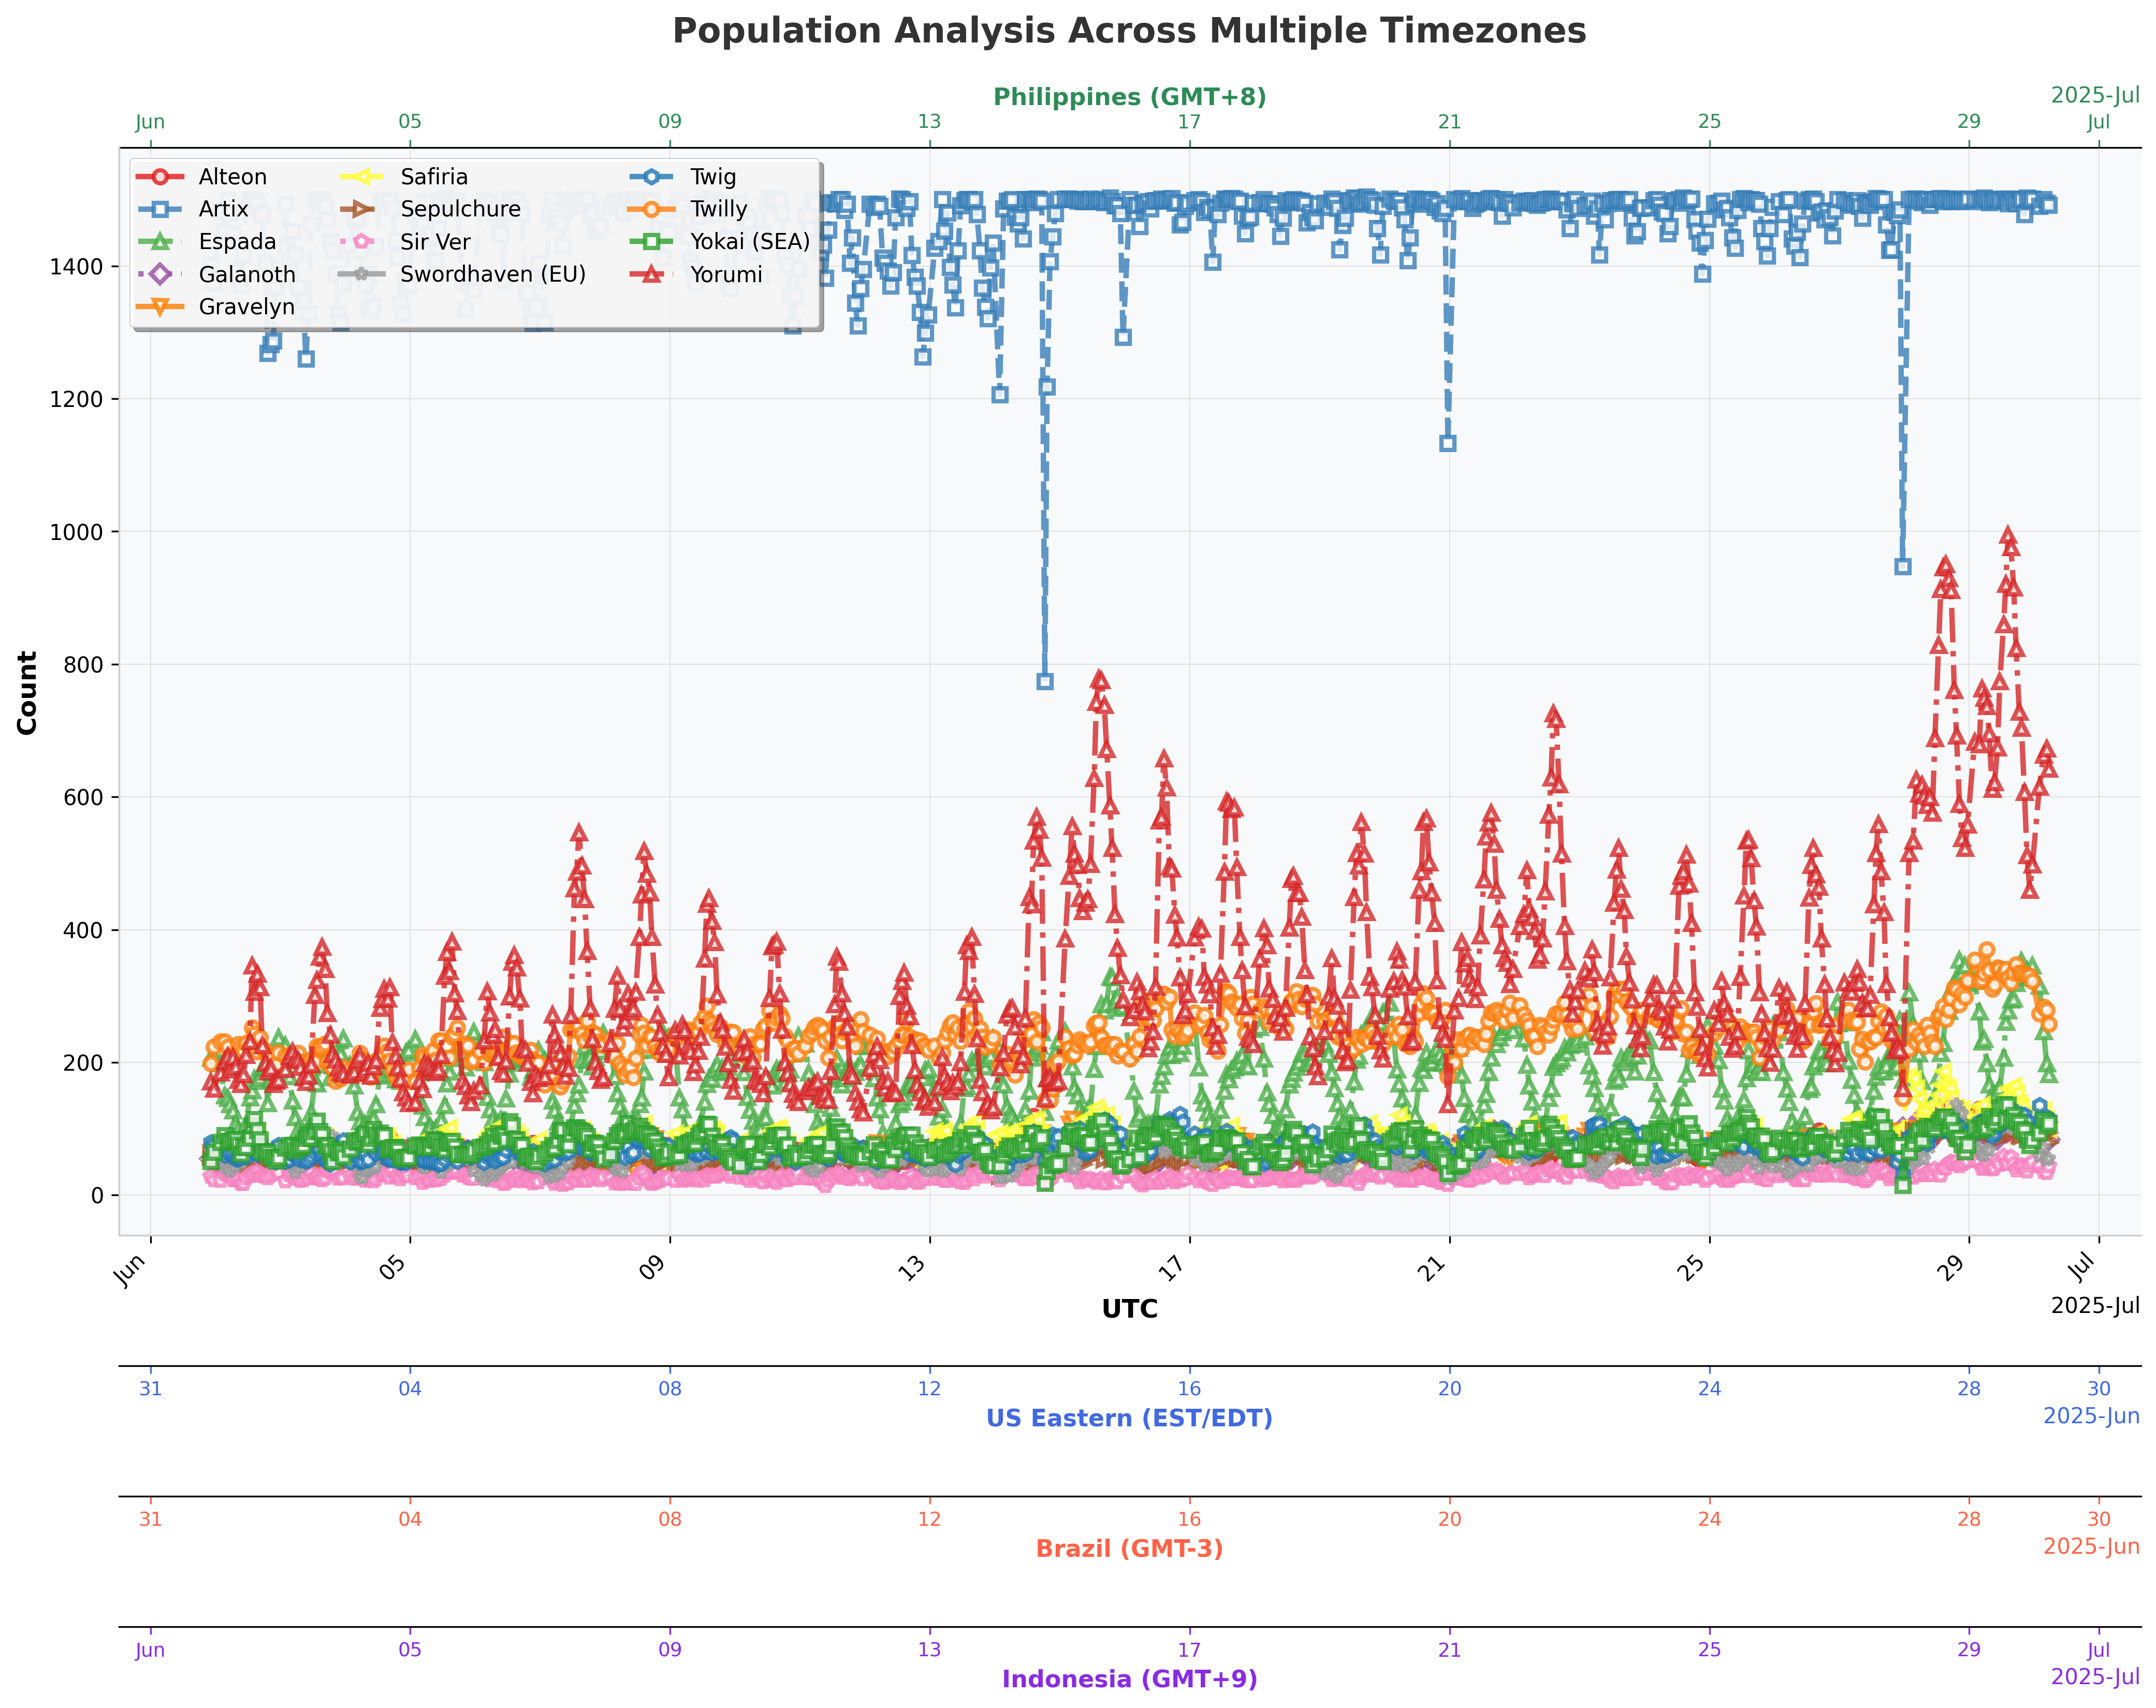 Population Analysis Across Multiple Timezones
Philippines (GMT+8)
2025-Jul
Jun 05 09 13 17 21 25 29 Jul
Alteon
Artix
Espada
Galanoth
Gravelyn
Safiria
Sepulchure
Sir Ver
Swordhaven (EU)
Twig
Twilly
Yokai (SEA)
Yorumi
1400
1200
1000
800
600
400
200
0
Count
Jun 05 09 13 17 21 25 29 Jul
UTC
2025-Jul
31 04 08 12 16 20 24 28 30
US Eastern (EST/EDT)
2025-Jun
31 04 08 12 16 20 24 28 30
Brazil (GMT-3)
2025-Jun
Jun 05 09 13 17 21 25 29 Jul
Indonesia (GMT+9)
2025-Jul